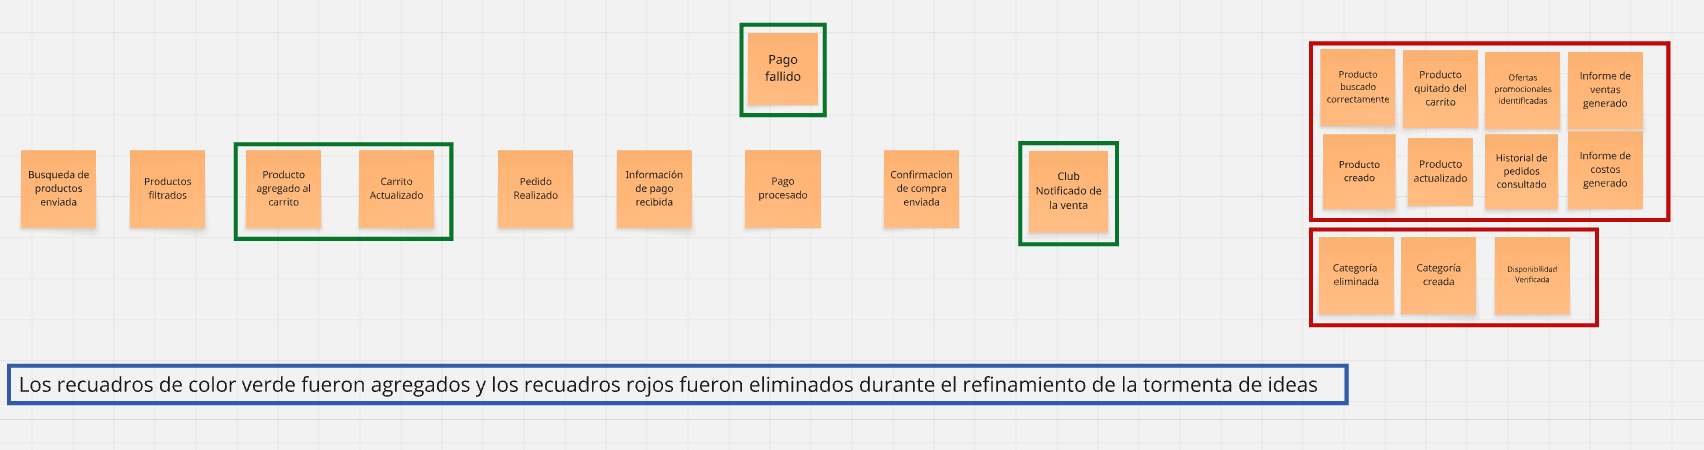 Pago
fallido
Busqueda de
productos
enviada
Productos
filtrados
Producto
agregado al
carrito
Carrito
Actualizado
Pedido
Realizado
Información
de pago
recibida
Pago
procesado
Confirmacion
de compra
enviada
Club
Notificado de
la venta
Producto
buscado
correctamente
Producto
quitado del
carrito
Ofertas
promocionales
identificadas
Informe de
ventas
generado
Producto
creado
Producto
actualizado
Historial de
pedidos
consultado
Informe de
costos
generado
Categoría
eliminada
Categoría
creada
Disponibilidad
Verificada
Los recuadros de color verde fueron agregados y los recuadros rojos fueron eliminados durante el refinamiento de la tormenta de ideas